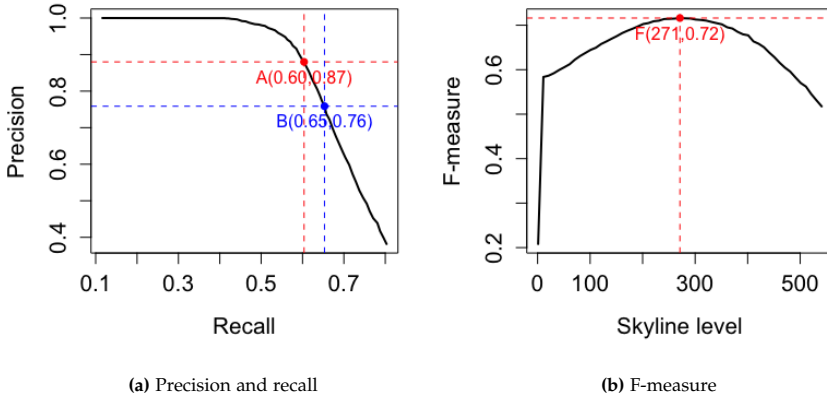 1.0
0.8
0.6
0.4
Precision
A(0.60,0.87)
B(0.65,0.76)
0.1 0.3 0.5 0.7
Recall
(a) Precision and recall
0.6
0.4
0.2
F-measure
F(271,0.72)
0 100 300 500
Skyline level
(b) F-measure